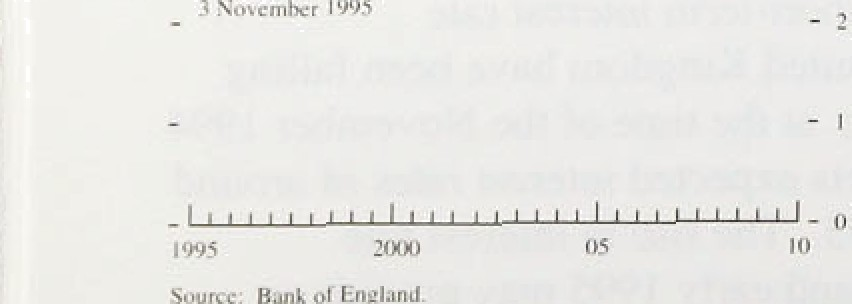 3 November 1995
2
1
0
1995 2000 05 10
Source: Bank of England.